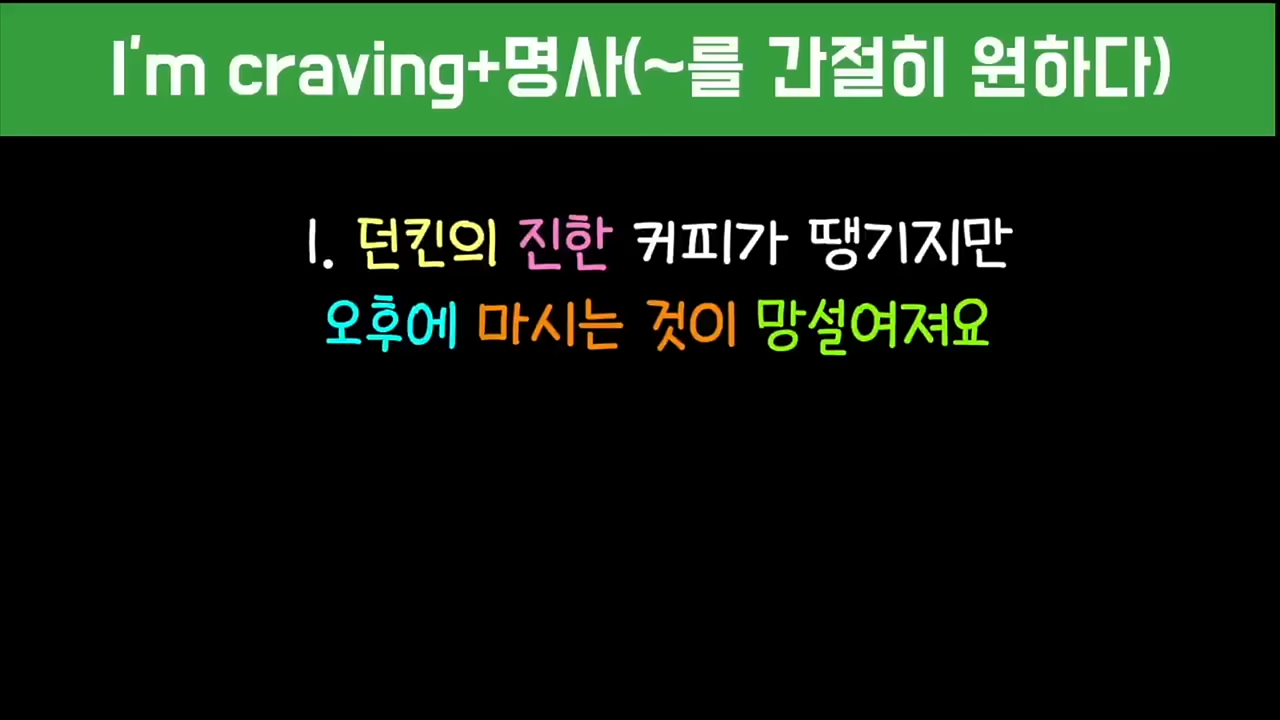 I'm craving+명사(~를 간절히 원하다)
1. 던킨의 진한 커피가 땡기지만
오후에 마시는 것이 망설여져요